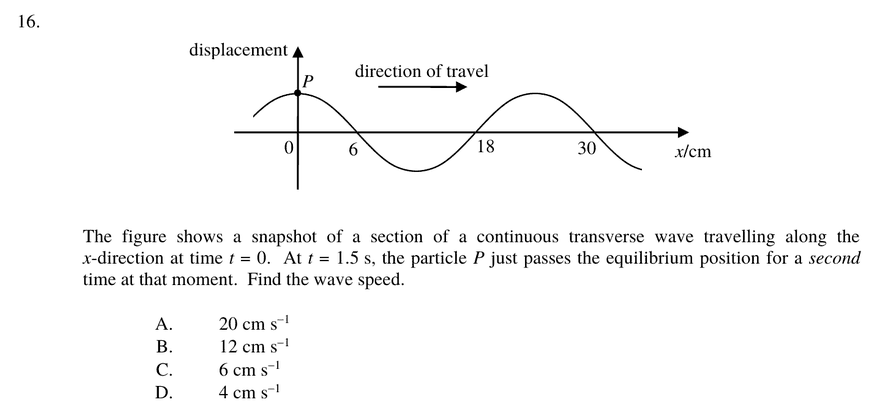 16.
displacement
P
direction of travel
0
6
18
30
x/cm
The figure shows a snapshot of a section of a continuous transverse wave travelling along the
x-direction at time t = 0. At t = 1.5 s, the particle P just passes the equilibrium position for a second
time at that moment. Find the wave speed.
A. 20 cm s⁻¹
B. 12 cm s⁻¹
C. 6 cm s⁻¹
D. 4 cm s⁻¹